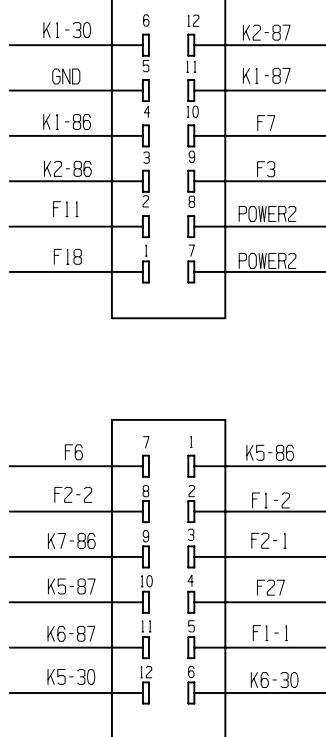 K1-30 6 12 K2-87
GND 5 11 K1-87
K1-86 4 10 F7
K2-86 3 9 F3
F11 2 8 POWER2
F18 1 7 POWER2
F6 7 1 K5-86
F2-2 8 2 F1-2
K7-86 9 3 F2-1
K5-87 10 4 F27
K6-87 11 5 F1-1
K5-30 12 6 K6-30